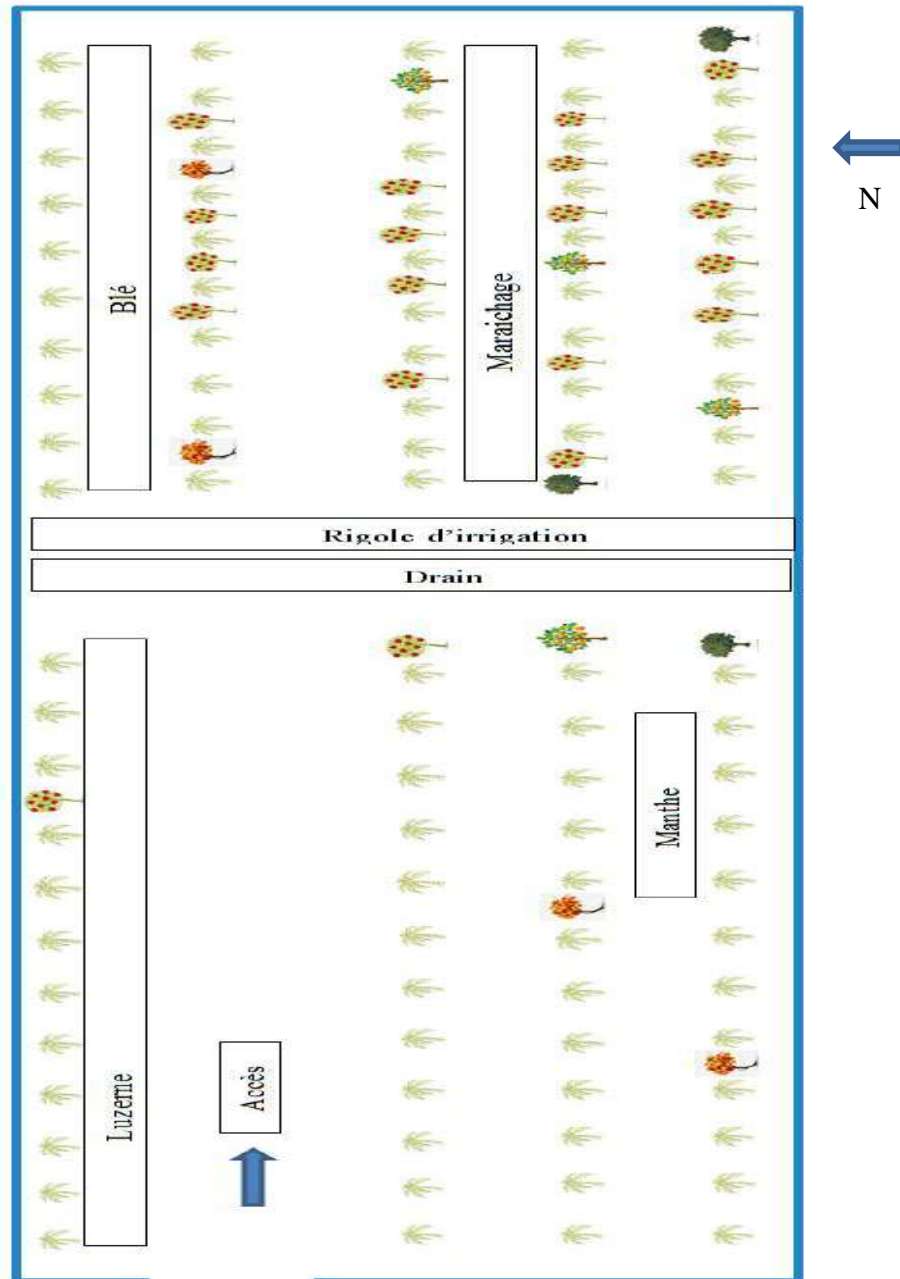 Blé
Maraichage
N
Rigole d'irrigation
Drain
Luzerne
Accès
Manthe